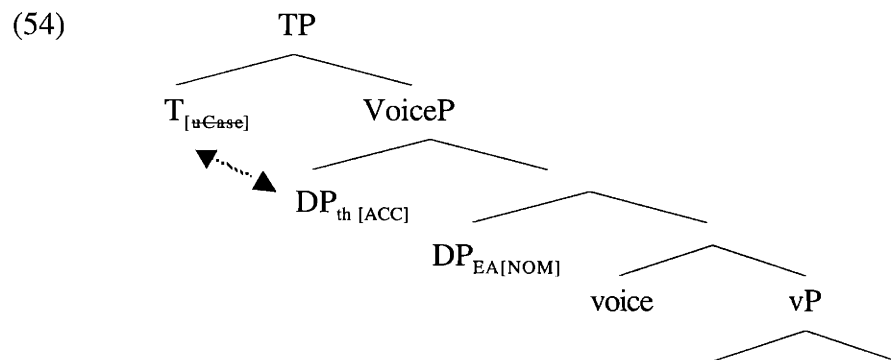 (54) TP
T[uCase] VoiceP
DPth [ACC]
DPEA[NOM]
voice vP